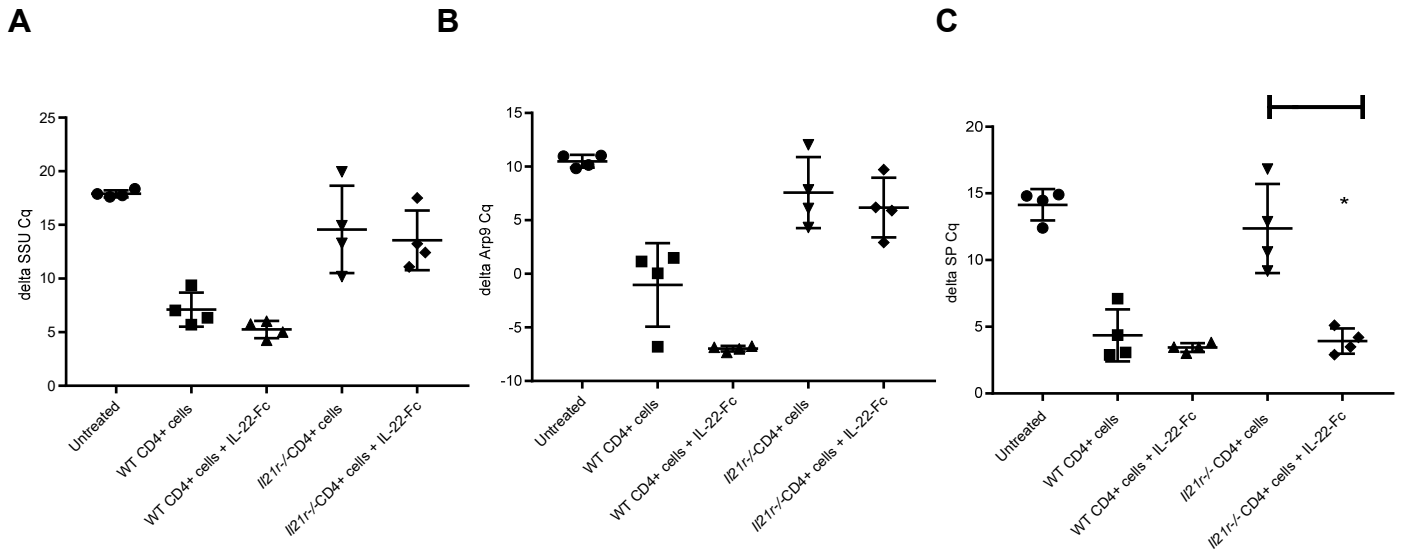 A
B
C
delta SSU Cq
25
20
15
10
5
0
Untreated
WT CD4+ cells
WT CD4+ cells + IL-22-Fc
Il21r-/-CD4+ cells
Il21r-/-CD4+ cells + IL-22-Fc
delta Arp9 Cq
15
10
5
0
-5
-10
Untreated
WT CD4+ cells
WT CD4+ cells + IL-22-Fc
Il21r-/-CD4+ cells
Il21r-/-CD4+ cells + IL-22-Fc
delta SP Cq
20
15
10
5
0
*
Untreated
WT CD4+ cells
WT CD4+ cells + IL-22-Fc
Il21r-/- CD4+ cells
Il21r-/- CD4+ cells + IL-22-Fc